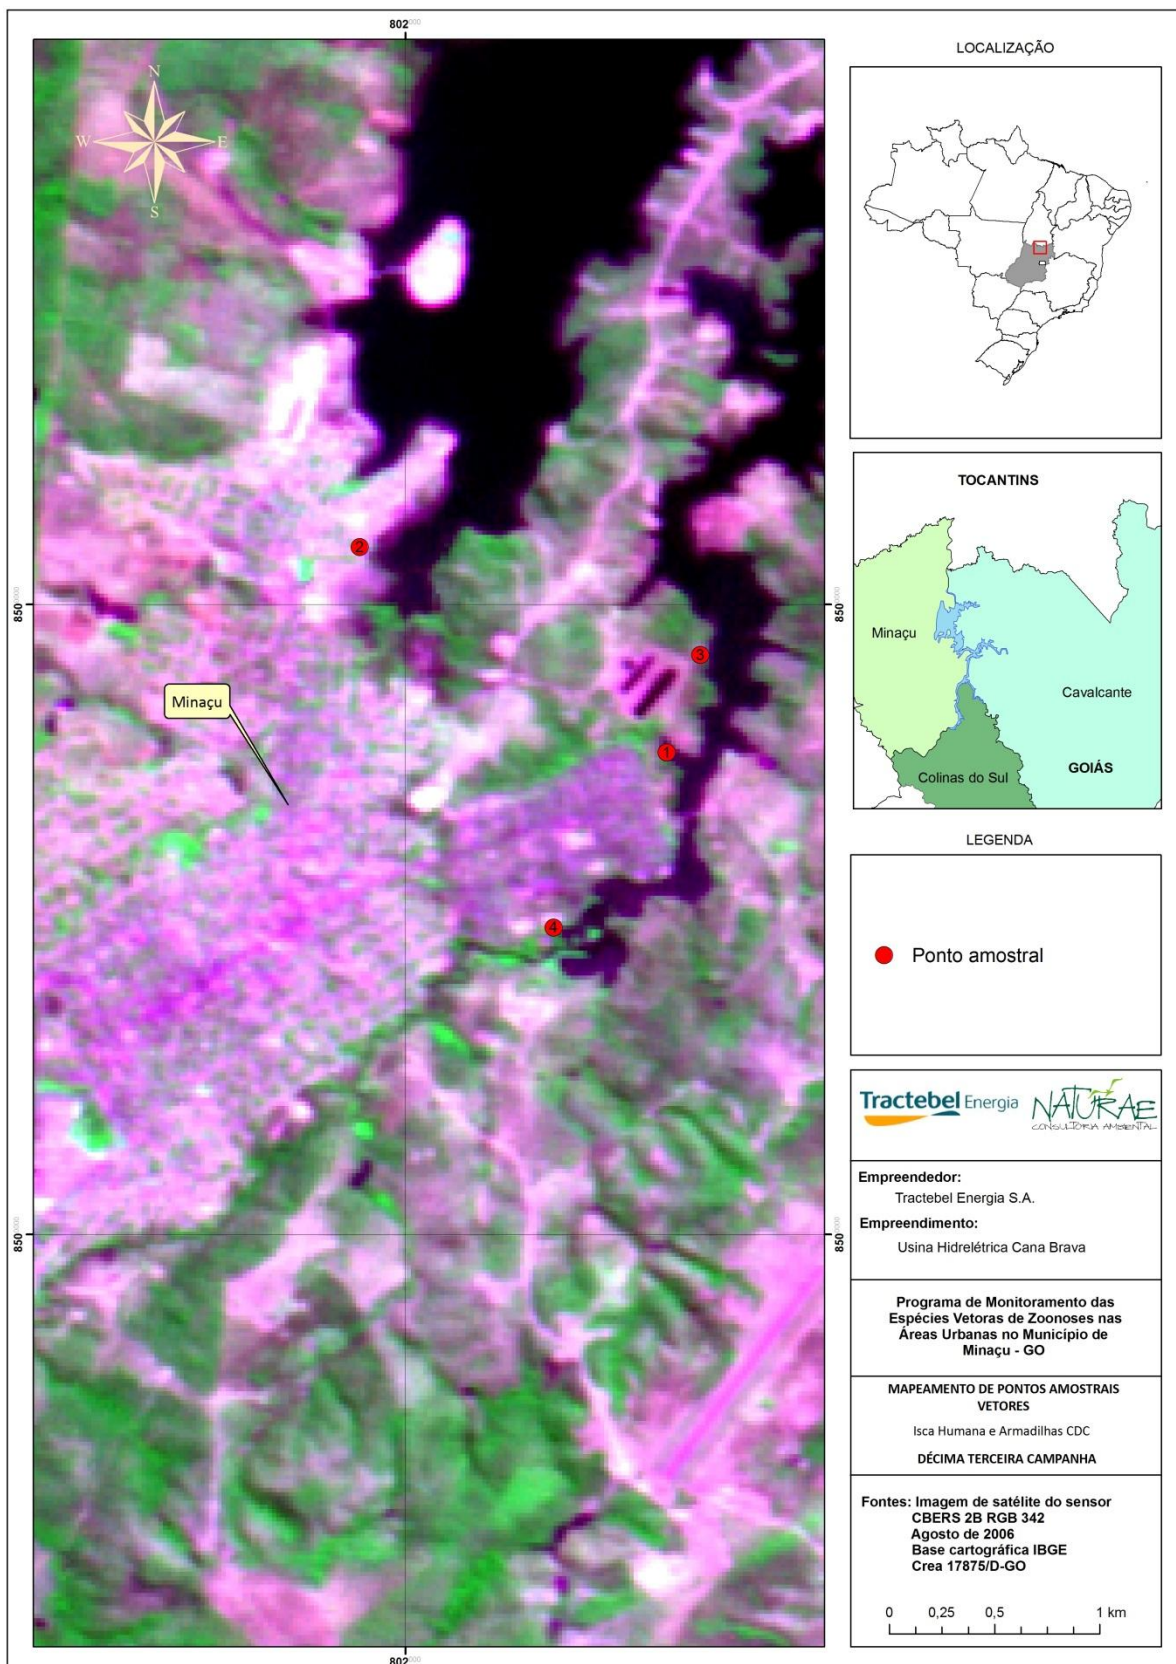 802000
N
W
E
S
850
850
2
3
1
4
Minaçu
850
850
802000
LOCALIZAÇÃO
TOCANTINS
Minaçu
Cavalcante
Colinas do Sul
GOIÁS
LEGENDA
Ponto amostral
Tractebel Energia
NATURAE
CONSULTORIA AMBIENTAL
Empreendedor:
Tractebel Energia S.A.
Empreendimento:
Usina Hidrelétrica Cana Brava
Programa de Monitoramento das
Espécies Vetoras de Zoonoses nas
Áreas Urbanas no Município de
Minaçu - GO
MAPEAMENTO DE PONTOS AMOSTRAIS
VETORES
Isca Humana e Armadilhas CDC
DÉCIMA TERCEIRA CAMPANHA
Fontes: Imagem de satélite do sensor
CBERS 2B RGB 342
Agosto de 2006
Base cartográfica IBGE
Crea 17875/D-GO
0 0,25 0,5 1 km